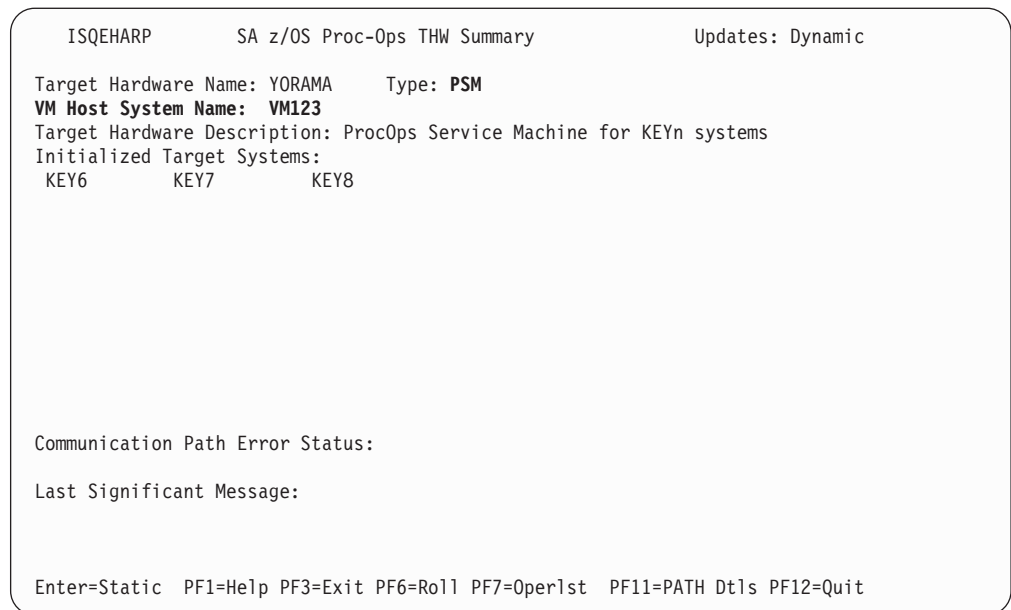 ISQEHARP SA z/OS Proc-Ops THW Summary Updates: Dynamic
Target Hardware Name: YORAMA Type: PSM
VM Host System Name: VM123
Target Hardware Description: ProcOps Service Machine for KEYn systems
Initialized Target Systems:
KEY6 KEY7 KEY8
Communication Path Error Status:
Last Significant Message:
Enter=Static PF1=Help PF3=Exit PF6=Roll PF7=Operlst PF11=PATH Dtls PF12=Quit